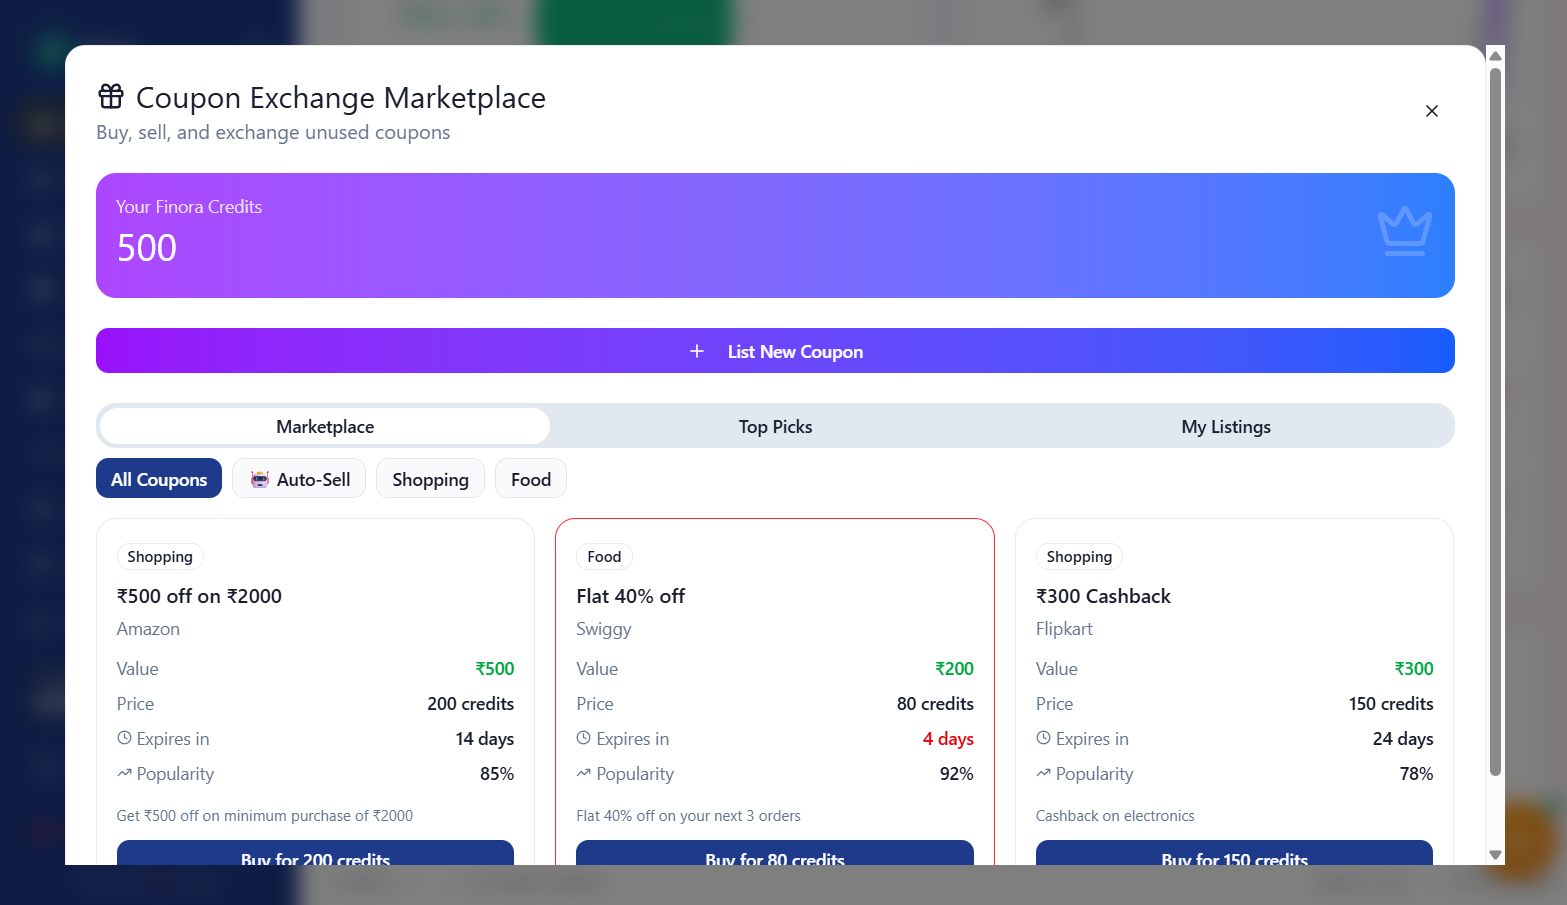 Coupon Exchange Marketplace
Buy, sell, and exchange unused coupons
Your Finora Credits
500
List New Coupon
Marketplace Top Picks My Listings
All Coupons Auto-Sell Shopping Food
Shopping
₹500 off on ₹2000
Amazon
Value ₹500
Price 200 credits
Expires in 14 days
Popularity 85%
Get ₹500 off on minimum purchase of ₹2000
Buy for 200 credits
Food
Flat 40% off
Swiggy
Value ₹200
Price 80 credits
Expires in 4 days
Popularity 92%
Flat 40% off on your next 3 orders
Buy for 80 credits
Shopping
₹300 Cashback
Flipkart
Value ₹300
Price 150 credits
Expires in 24 days
Popularity 78%
Cashback on electronics
Buy for 150 credits